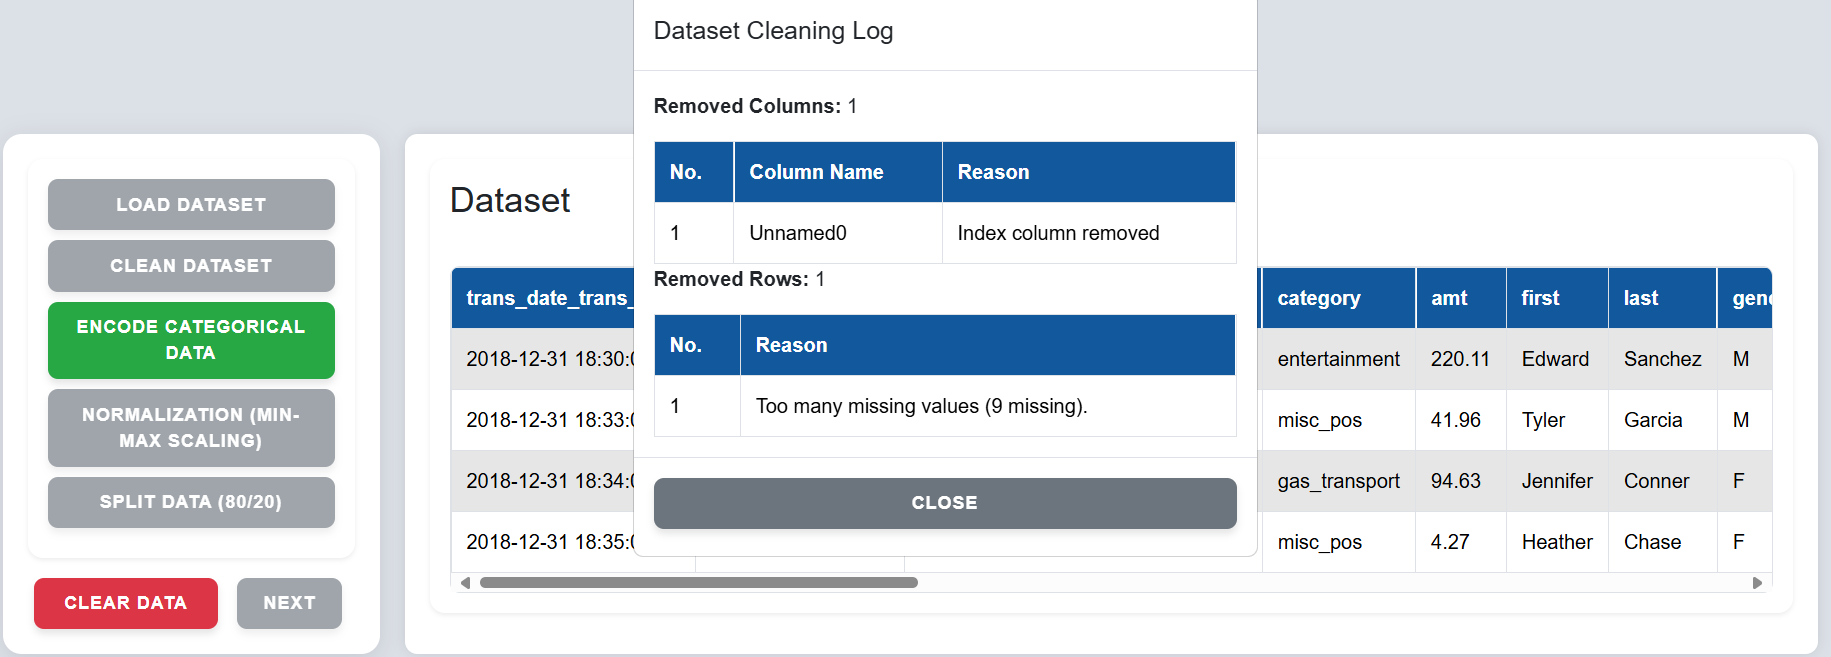 Dataset Cleaning Log
Removed Columns: 1
No. Column Name Reason
1 Unnamed0 Index column removed
Removed Rows: 1
No. Reason
1 Too many missing values (9 missing).
CLOSE
LOAD DATASET
CLEAN DATASET
ENCODE CATEGORICAL
DATA
NORMALIZATION (MIN-
MAX SCALING)
SPLIT DATA (80/20)
CLEAR DATA NEXT
Dataset
trans_date_trans_ category amt first last
2018-12-31 18:30: entertainment 220.11 Edward Sanchez M
2018-12-31 18:33: misc_pos 41.96 Tyler Garcia M
2018-12-31 18:34: gas_transport 94.63 Jennifer Conner F
2018-12-31 18:35: misc_pos 4.27 Heather Chase F